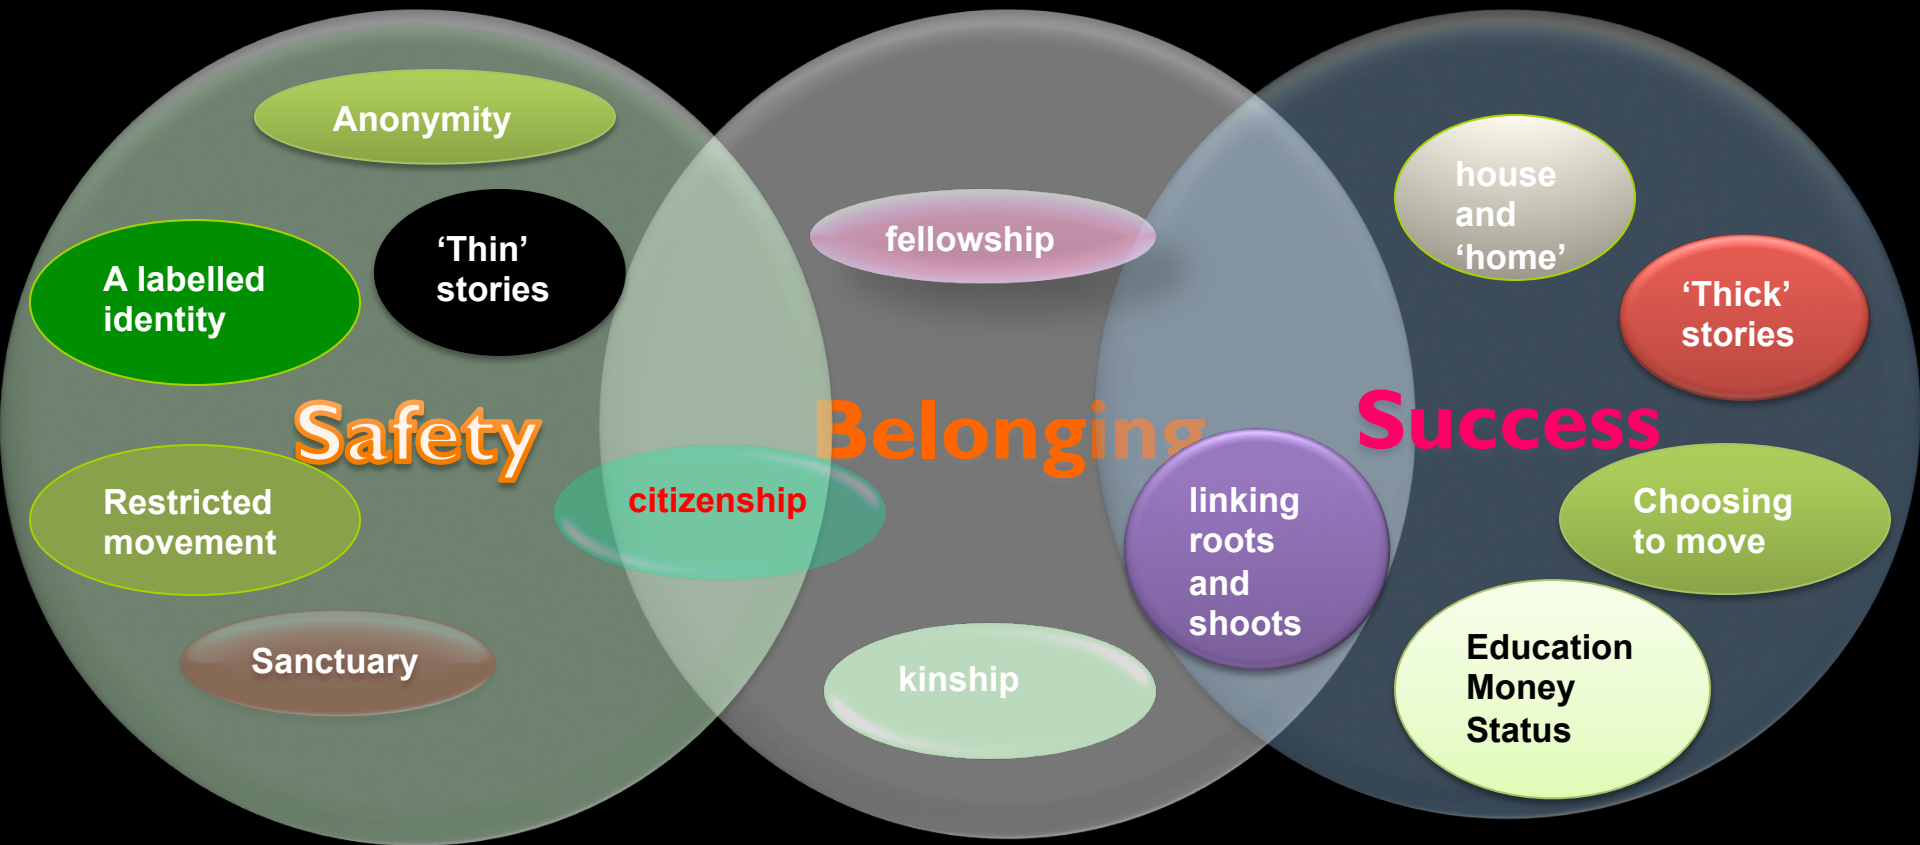 Anonymity
‘Thin’
stories
A labelled
identity
Safety
Restricted
movement
Sanctuary
citizenship
fellowship
Belonging
kinship
linking
roots
and
shoots
house
and
‘home’
‘Thick’
stories
Success
Choosing
to move
Education
Money
Status